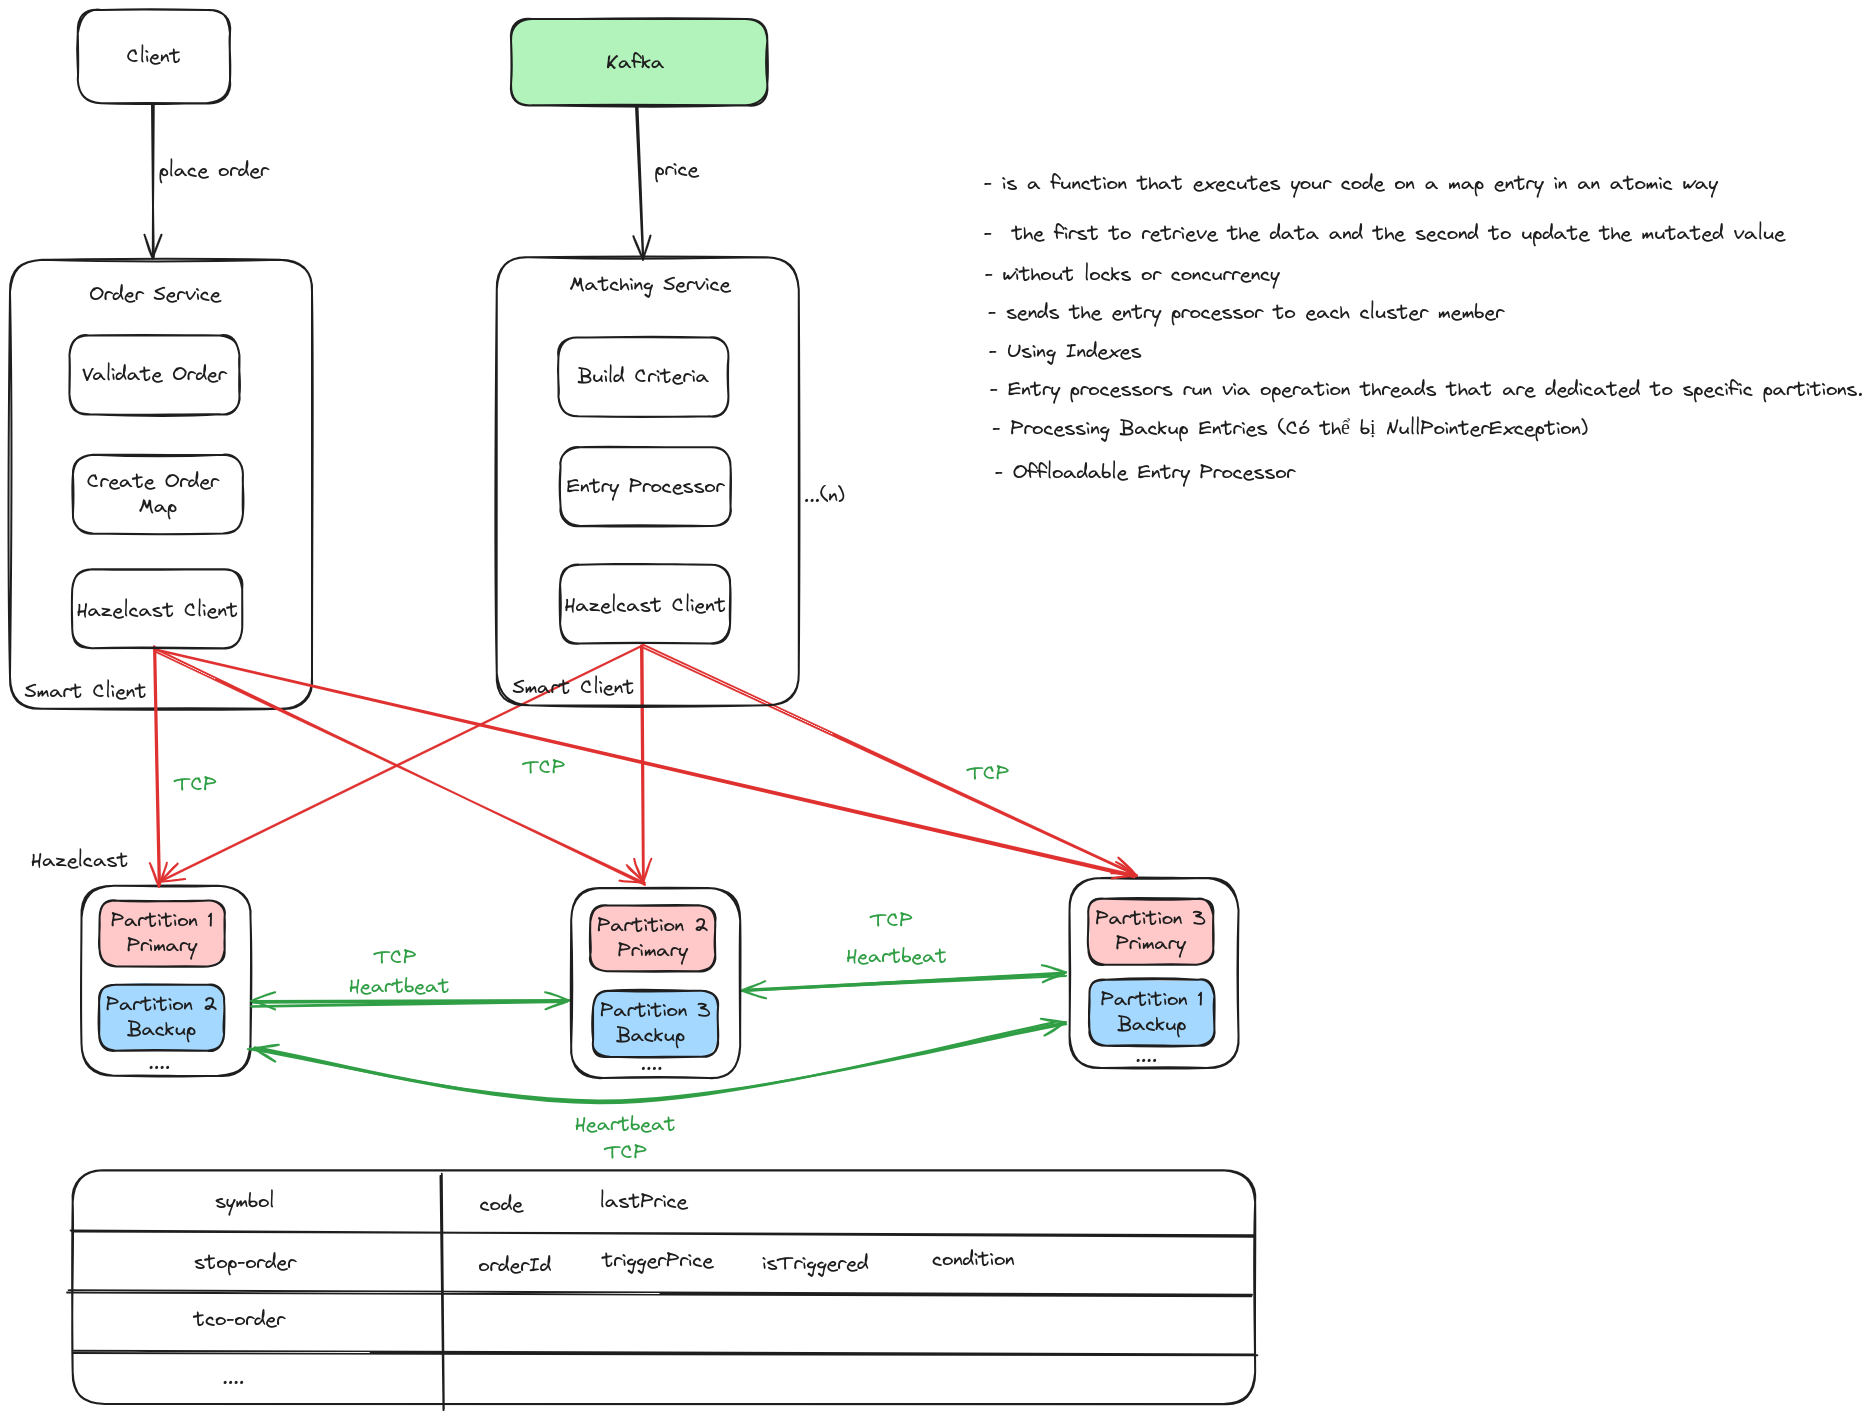 Client
Kafka
place order
price
- is a function that executes your code on a map entry in an atomic way
- the first to retrieve the data and the second to update the mutated value
- without locks or concurrency
- sends the entry processor to each cluster member
- Using Indexes
- Entry processors run via operation threads that are dedicated to specific partitions.
- Processing Backup Entries (Có thể bị NullPointerException)
- Offloadable Entry Processor
Order Service
Validate Order
Create Order
Map
Hazelcast Client
Smart Client
Matching Service
Build Criteria
Entry Processor
Hazelcast Client
Smart Client
...(n)
TCP
TCP
TCP
Hazelcast
Partition 1
Primary
Partition 2
Backup
....
TCP
Heartbeat
Partition 2
Primary
Partition 3
Backup
....
TCP
Heartbeat
Partition 3
Primary
Partition 1
Backup
....
Heartbeat
TCP
symbol code lastPrice
stop-order orderId triggerPrice isTriggered condition
tco-order
....